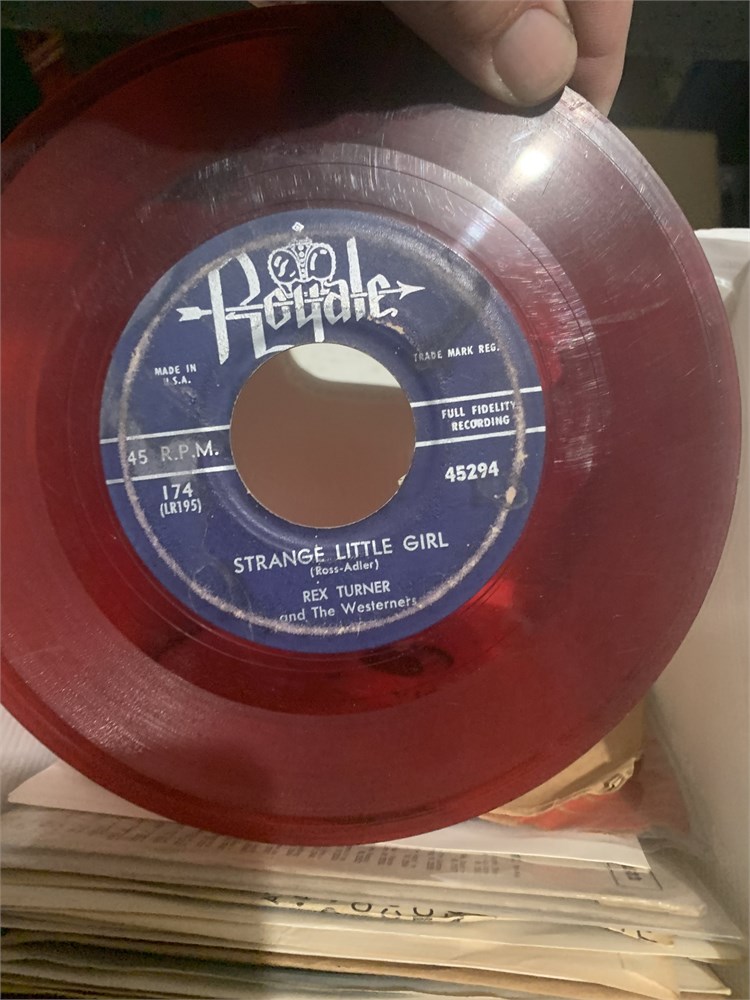 Royale
TRADE MARK REG.
MADE IN
U.S.A.
FULL FIDELITY
RECORDING
45 R.P.M.
174
(LR195)
45294
STRANGE LITTLE GIRL
(Ross-Adler)
REX TURNER
and The Westerners